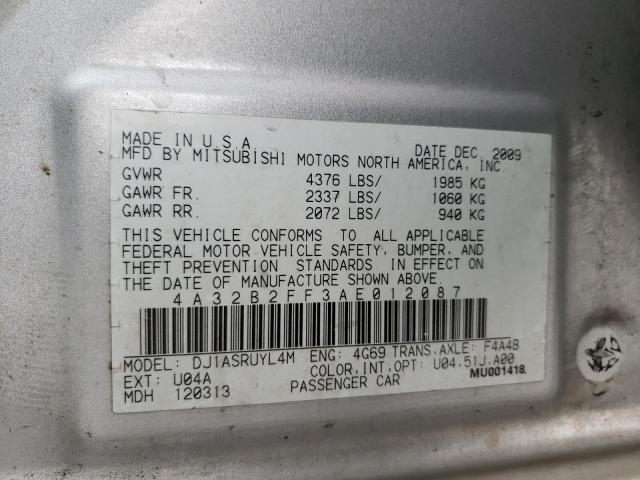 MADE IN U.S.A. DATE DEC, 2009
MFD BY MITSUBISHI MOTORS NORTH AMERICA, INC.
GVWR 4376 LBS/ 1985 KG
GAWR FR. 2337 LBS/ 1060 KG
GAWR RR. 2072 LBS/ 940 KG
THIS VEHICLE CONFORMS TO ALL APPLICABLE
FEDERAL MOTOR VEHICLE SAFETY, BUMPER, AND
THEFT PREVENTION STANDARDS IN EFFECT ON
THE DATE OF MANUFACTURE SHOWN ABOVE.
4A32B2FF3AE012087
MODEL: DJ1ASRUYL4M ENG: 4G69 TRANS,AXLE: F4A4B
EXT: U04A COLOR,INT,OPT: U04,51J,A00
MDH 120313 PASSENGER CAR MU001418